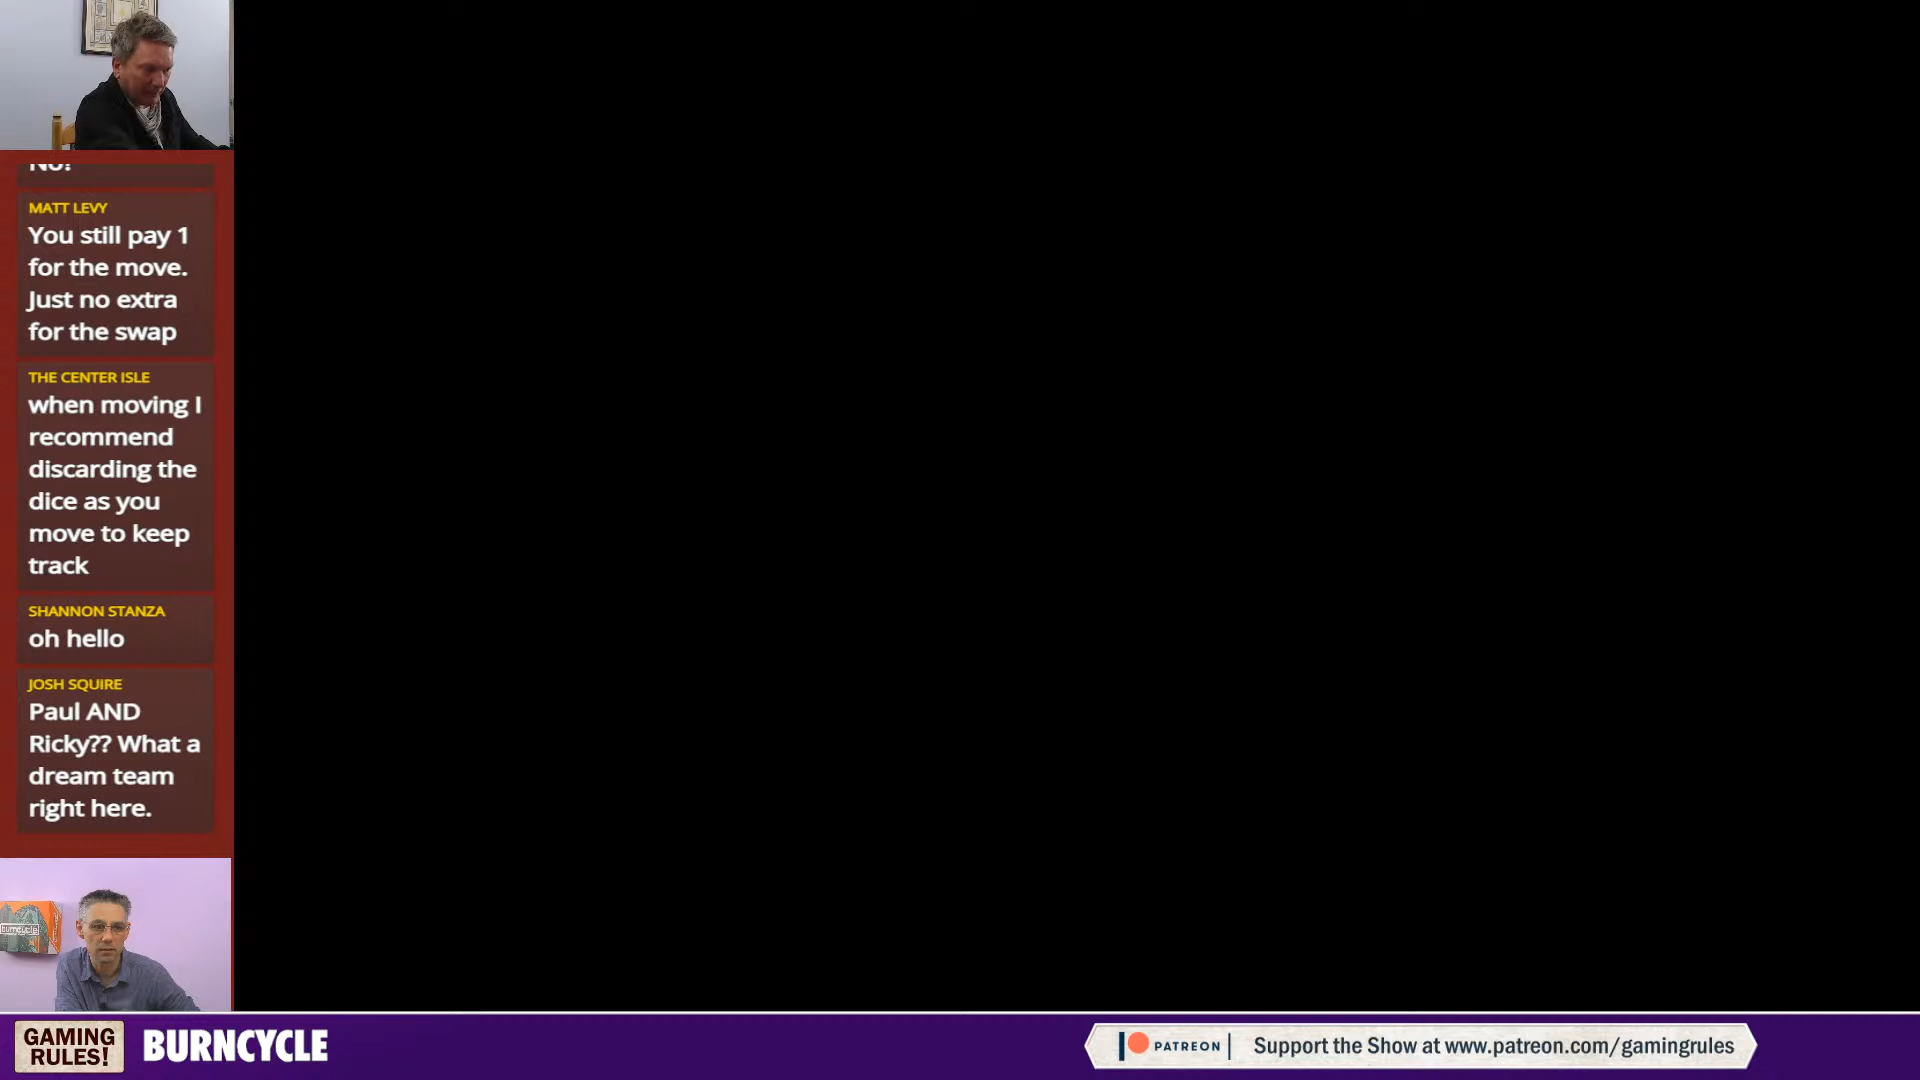 No!
MATT LEVY
You still pay 1
for the move.
Just no extra
for the swap
THE CENTER ISLE
when moving I
recommend
discarding the
dice as you
move to keep
track
SHANNON STANZA
oh hello
JOSH SQUIRE
Paul AND
Ricky?? What a
dream team
right here.
burncycle
GAMING
RULES!
BURNCYCLE
PATREON
Support the Show at www.patreon.com/gamingrules